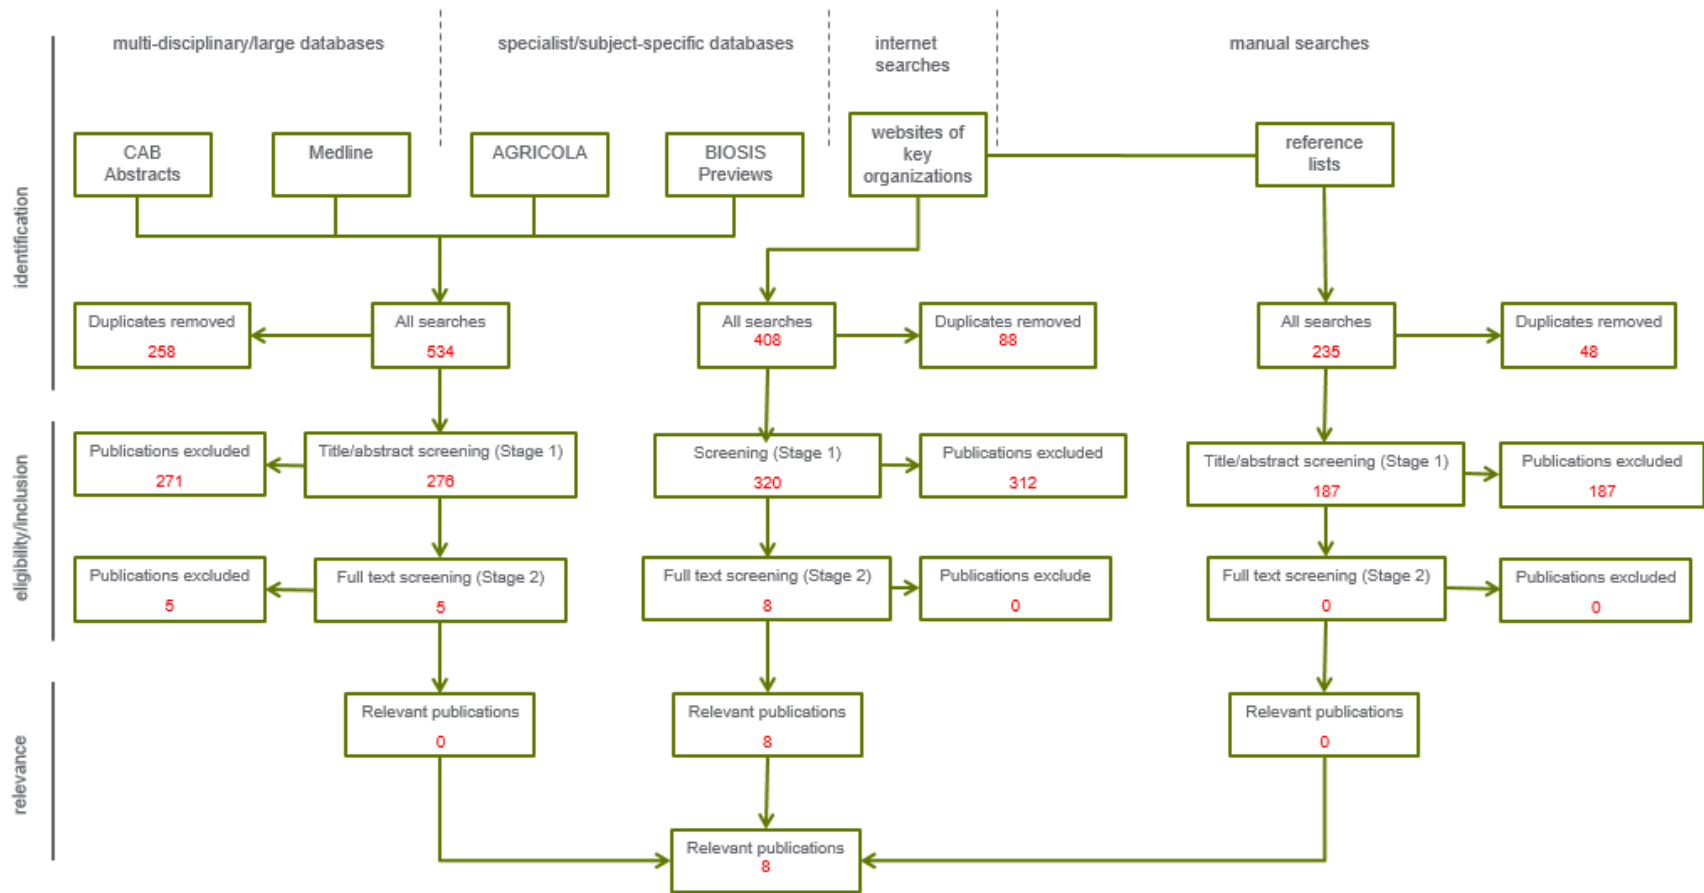 multi-disciplinary/large databases
specialist/subject-specific databases
internet
searches
manual searches
identification
CAB
Abstracts
Medline
AGRICOLA
BIOSIS
Previews
websites of
key
organizations
reference
lists
Duplicates removed
258
All searches
534
All searches
408
Duplicates removed
88
All searches
235
Duplicates removed
48
eligibility/inclusion
Publications excluded
271
Title/abstract screening (Stage 1)
276
Screening (Stage 1)
320
Publications excluded
312
Title/abstract screening (Stage 1)
187
Publications excluded
187
Publications excluded
5
Full text screening (Stage 2)
5
Full text screening (Stage 2)
8
Publications exclude
0
Full text screening (Stage 2)
0
Publications excluded
0
relevance
Relevant publications
0
Relevant publications
8
Relevant publications
0
Relevant publications
8